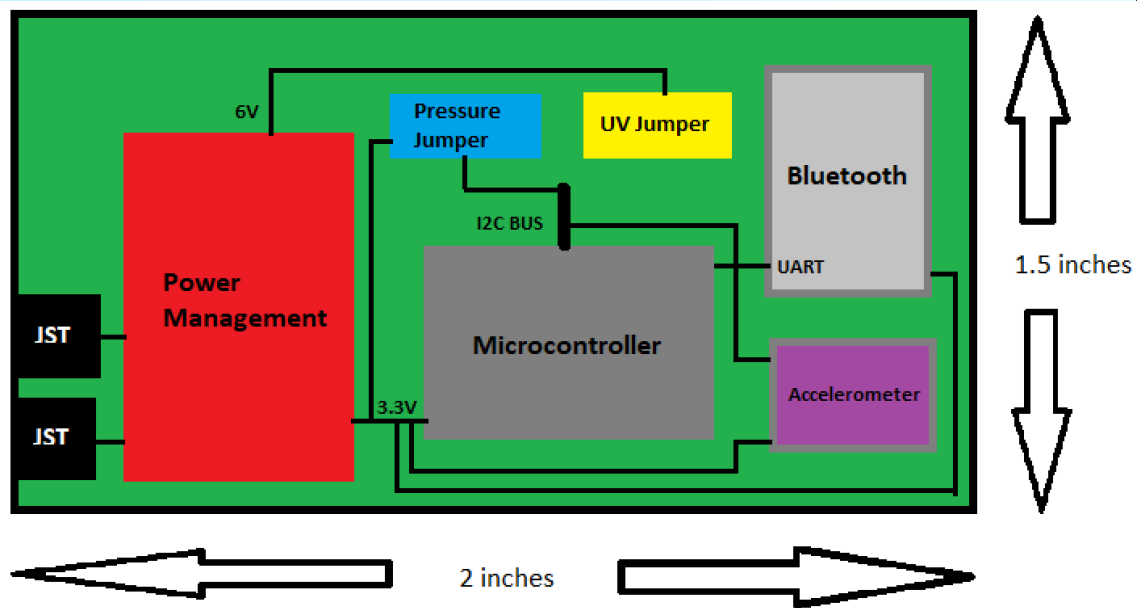 6V
Pressure
Jumper
UV Jumper
Bluetooth
I2C BUS
UART
1.5 inches
Power
Management
JST
Microcontroller
Accelerometer
3.3V
JST
2 inches